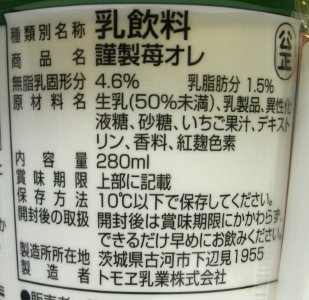 種類別名称 乳飲料
公正
商品名 謹製苺オレ
無脂乳固形分 4.6% 乳脂肪分 1.5%
原材料名 生乳(50%未満)、乳製品、異性化
液糖、砂糖、いちご果汁、デキスト
リン、香料、紅麹色素
内容量 280ml
賞味期限 上部に記載
保存方法 10℃以下で保存してください。
開封後の取扱 開封後は賞味期限にかかわらず、
できるだけ早めにお飲みください。
製造所所在地 茨城県古河市下辺見1955
製造者 トモヱ乳業株式会社